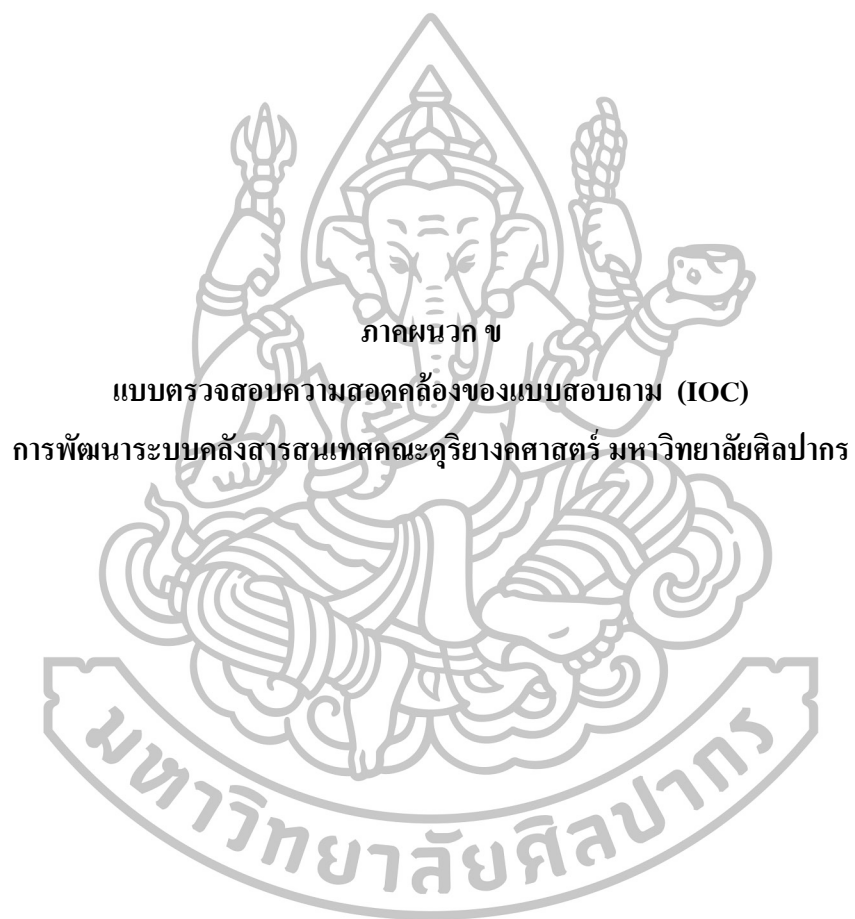 ภาคผนวก ข
แบบตรวจสอบความสอดคล้องของแบบสอบถาม (IOC)
การพัฒนาระบบคลังสารสนเทศคณะดุริยางคศาสตร์ มหาวิทยาลัยศิลปากร
มหาวิทยาลัยศิลปากร